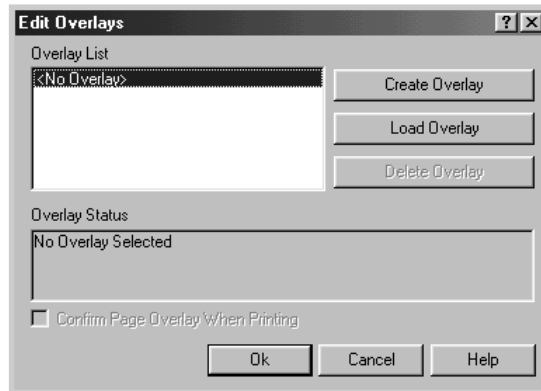 Edit Overlays
Overlay List
<No Overlay>
Create Overlay
Load Overlay
Delete Overlay
Overlay Status
No Overlay Selected
Confirm Page Overlay When Printing
Ok Cancel Help